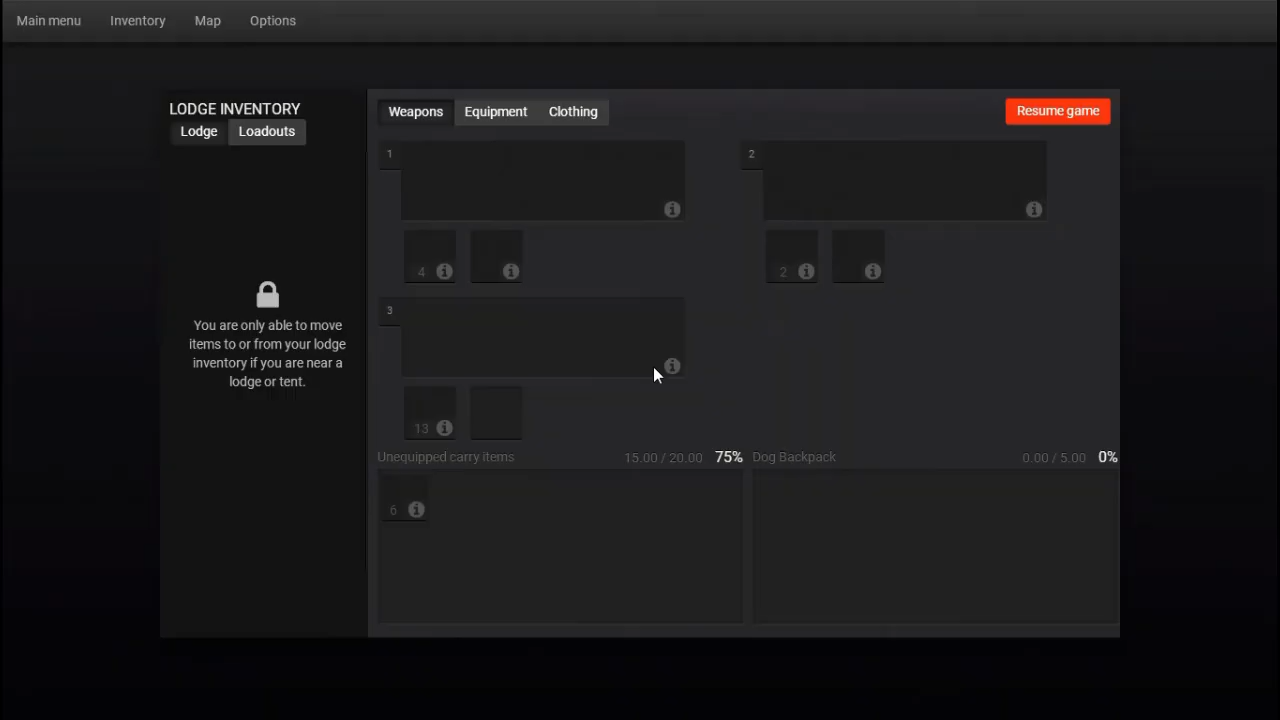 Main menu Inventory Map Options
LODGE INVENTORY
Lodge Loadouts
You are only able to move
items to or from your lodge
inventory if you are near a
lodge or tent.
Weapons Equipment Clothing
Resume game
1
2
4
2
3
13
Unequipped carry items 15.00 / 20.00 75%
Dog Backpack 0.00 / 5.00 0%
6